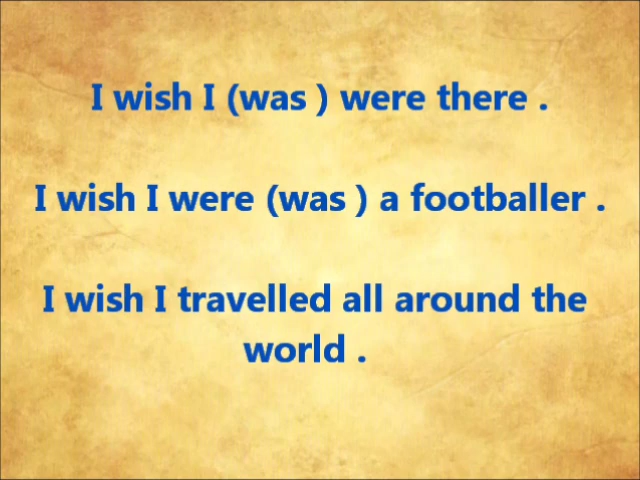 I wish I (was ) were there .
I wish I were (was ) a footballer .
I wish I travelled all around the
world .